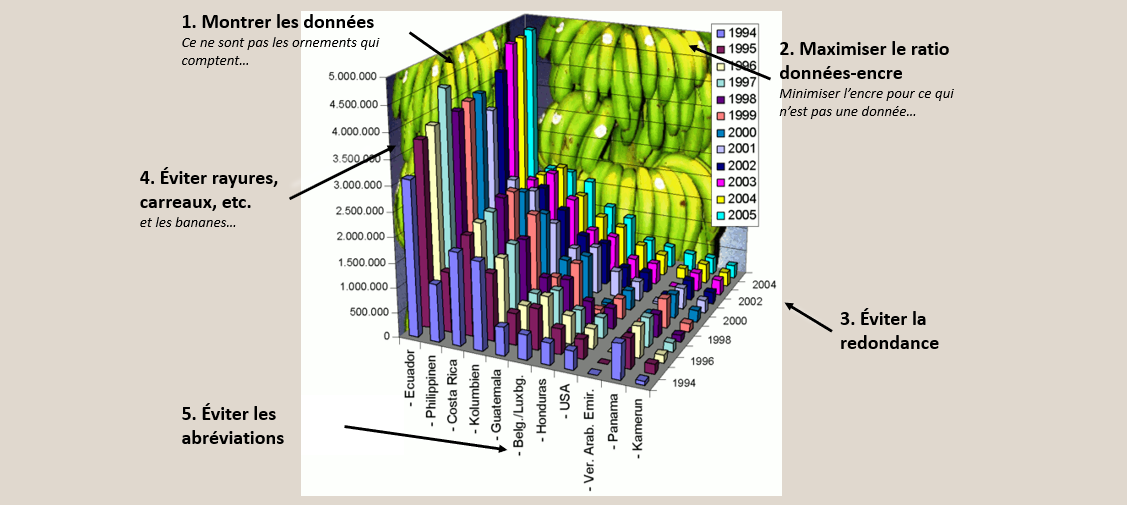 1. Montrer les données
Ce ne sont pas les ornements qui
comptent…
2. Maximiser le ratio
données-encre
Minimiser l’encre pour ce qui
n’est pas une donnée…
4. Éviter rayures,
carreaux, etc.
et les bananes…
3. Éviter la
redondance
5. Éviter les
abréviations
5.000.000
4.500.000
4.000.000
3.500.000
3.000.000
2.500.000
2.000.000
1.500.000
1.000.000
500.000
0
- Ecuador
- Philippinen
- Costa Rica
- Kolumbien
- Guatemala
- Belg./Luxbg.
- Honduras
- USA
- Ver. Arab. Emir.
- Panama
- Kamerun
1994
1996
1998
2000
2002
2004
1994
1995
1996
1997
1998
1999
2000
2001
2002
2003
2004
2005